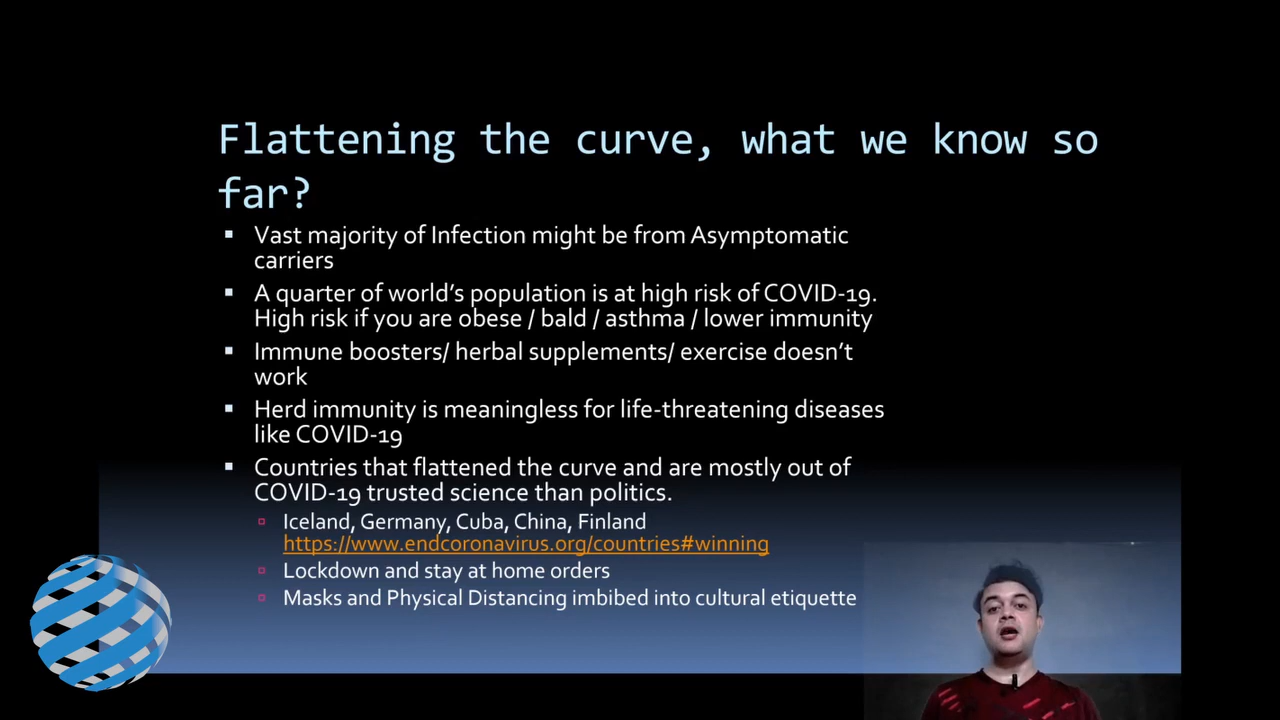 Flattening the curve, what we know so
far?
▪ Vast majority of Infection might be from Asymptomatic
carriers
▪ A quarter of world's population is at high risk of COVID-19.
High risk if you are obese / bald / asthma / lower immunity
▪ Immune boosters/ herbal supplements/ exercise doesn't
work
▪ Herd immunity is meaningless for life-threatening diseases
like COVID-19
▪ Countries that flattened the curve and are mostly out of
COVID-19 trusted science than politics.
▫ Iceland, Germany, Cuba, China, Finland
https://www.endcoronavirus.org/countries#winning
▫ Lockdown and stay at home orders
▫ Masks and Physical Distancing imbibed into cultural etiquette